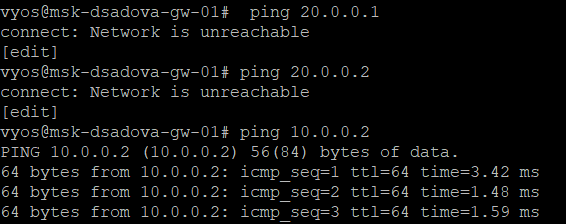 vyos@msk-dsadova-gw-01#  ping 20.0.0.1
connect: Network is unreachable
[edit]
vyos@msk-dsadova-gw-01# ping 20.0.0.2
connect: Network is unreachable
[edit]
vyos@msk-dsadova-gw-01# ping 10.0.0.2
PING 10.0.0.2 (10.0.0.2) 56(84) bytes of data.
64 bytes from 10.0.0.2: icmp_seq=1 ttl=64 time=3.42 ms
64 bytes from 10.0.0.2: icmp_seq=2 ttl=64 time=1.48 ms
64 bytes from 10.0.0.2: icmp_seq=3 ttl=64 time=1.59 ms